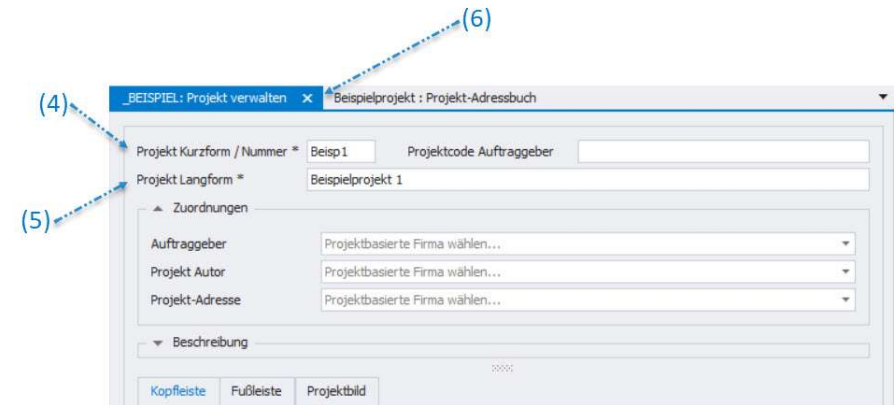 (6)
(4)
_BEISPIEL: Projekt verwalten × Beispielprojekt : Projekt-Adressbuch
Projekt Kurzform / Nummer * Beisp1 Projektcode Auftraggeber
Projekt Langform * Beispielprojekt 1
(5)
Zuordnungen
Auftraggeber Projektbasierte Firma wählen...
Projekt Autor Projektbasierte Firma wählen...
Projekt-Adresse Projektbasierte Firma wählen...
Beschreibung
Kopfleiste Fußleiste Projektbild